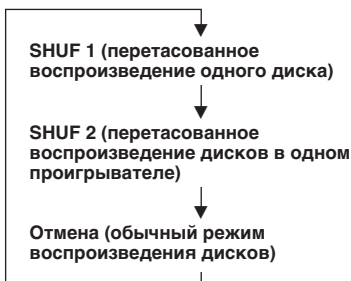 SHUF 1 (перетасованное
воспроизведение одного диска)
SHUF 2 (перетасованное
воспроизведение дисков в одном
проигрывателе)
Отмена (обычный режим
воспроизведения дисков)